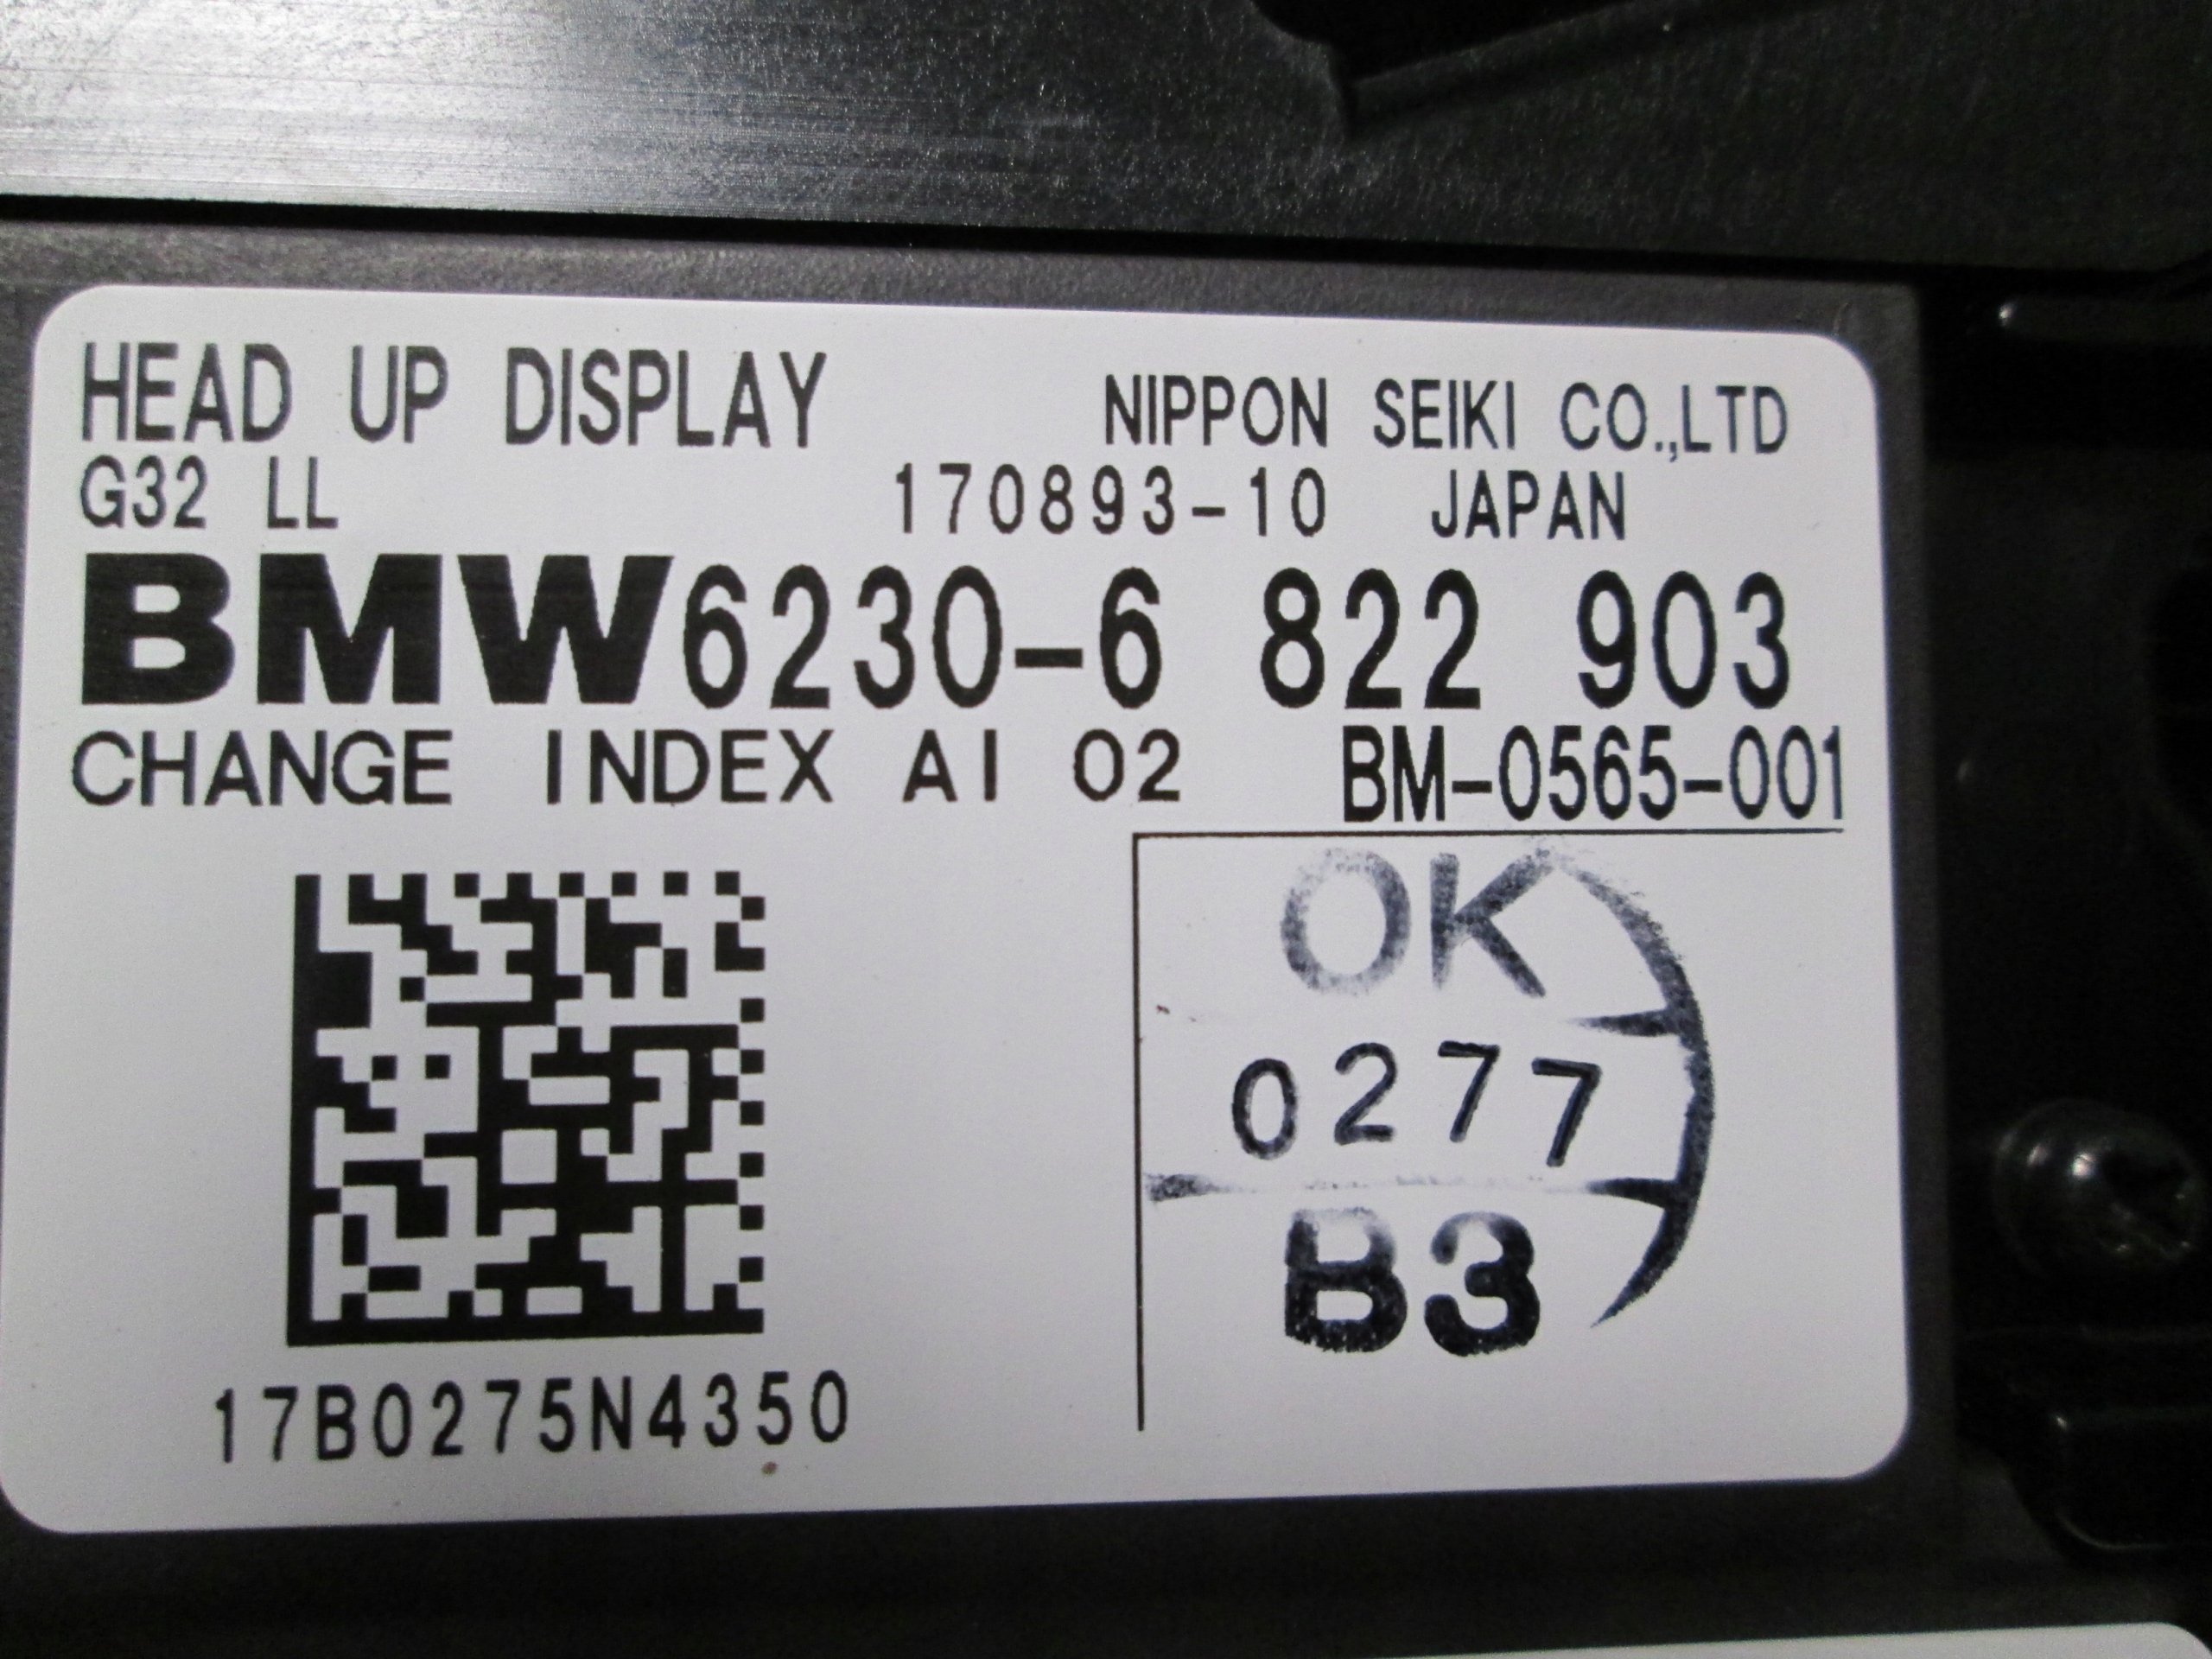 HEAD UP DISPLAY NIPPON SEIKI CO.,LTD
G32 LL 170893-10 JAPAN
BMW6230-6 822 903
CHANGE INDEX AI 02 BM-0565-001
OK
0277
B3
17B0275N4350